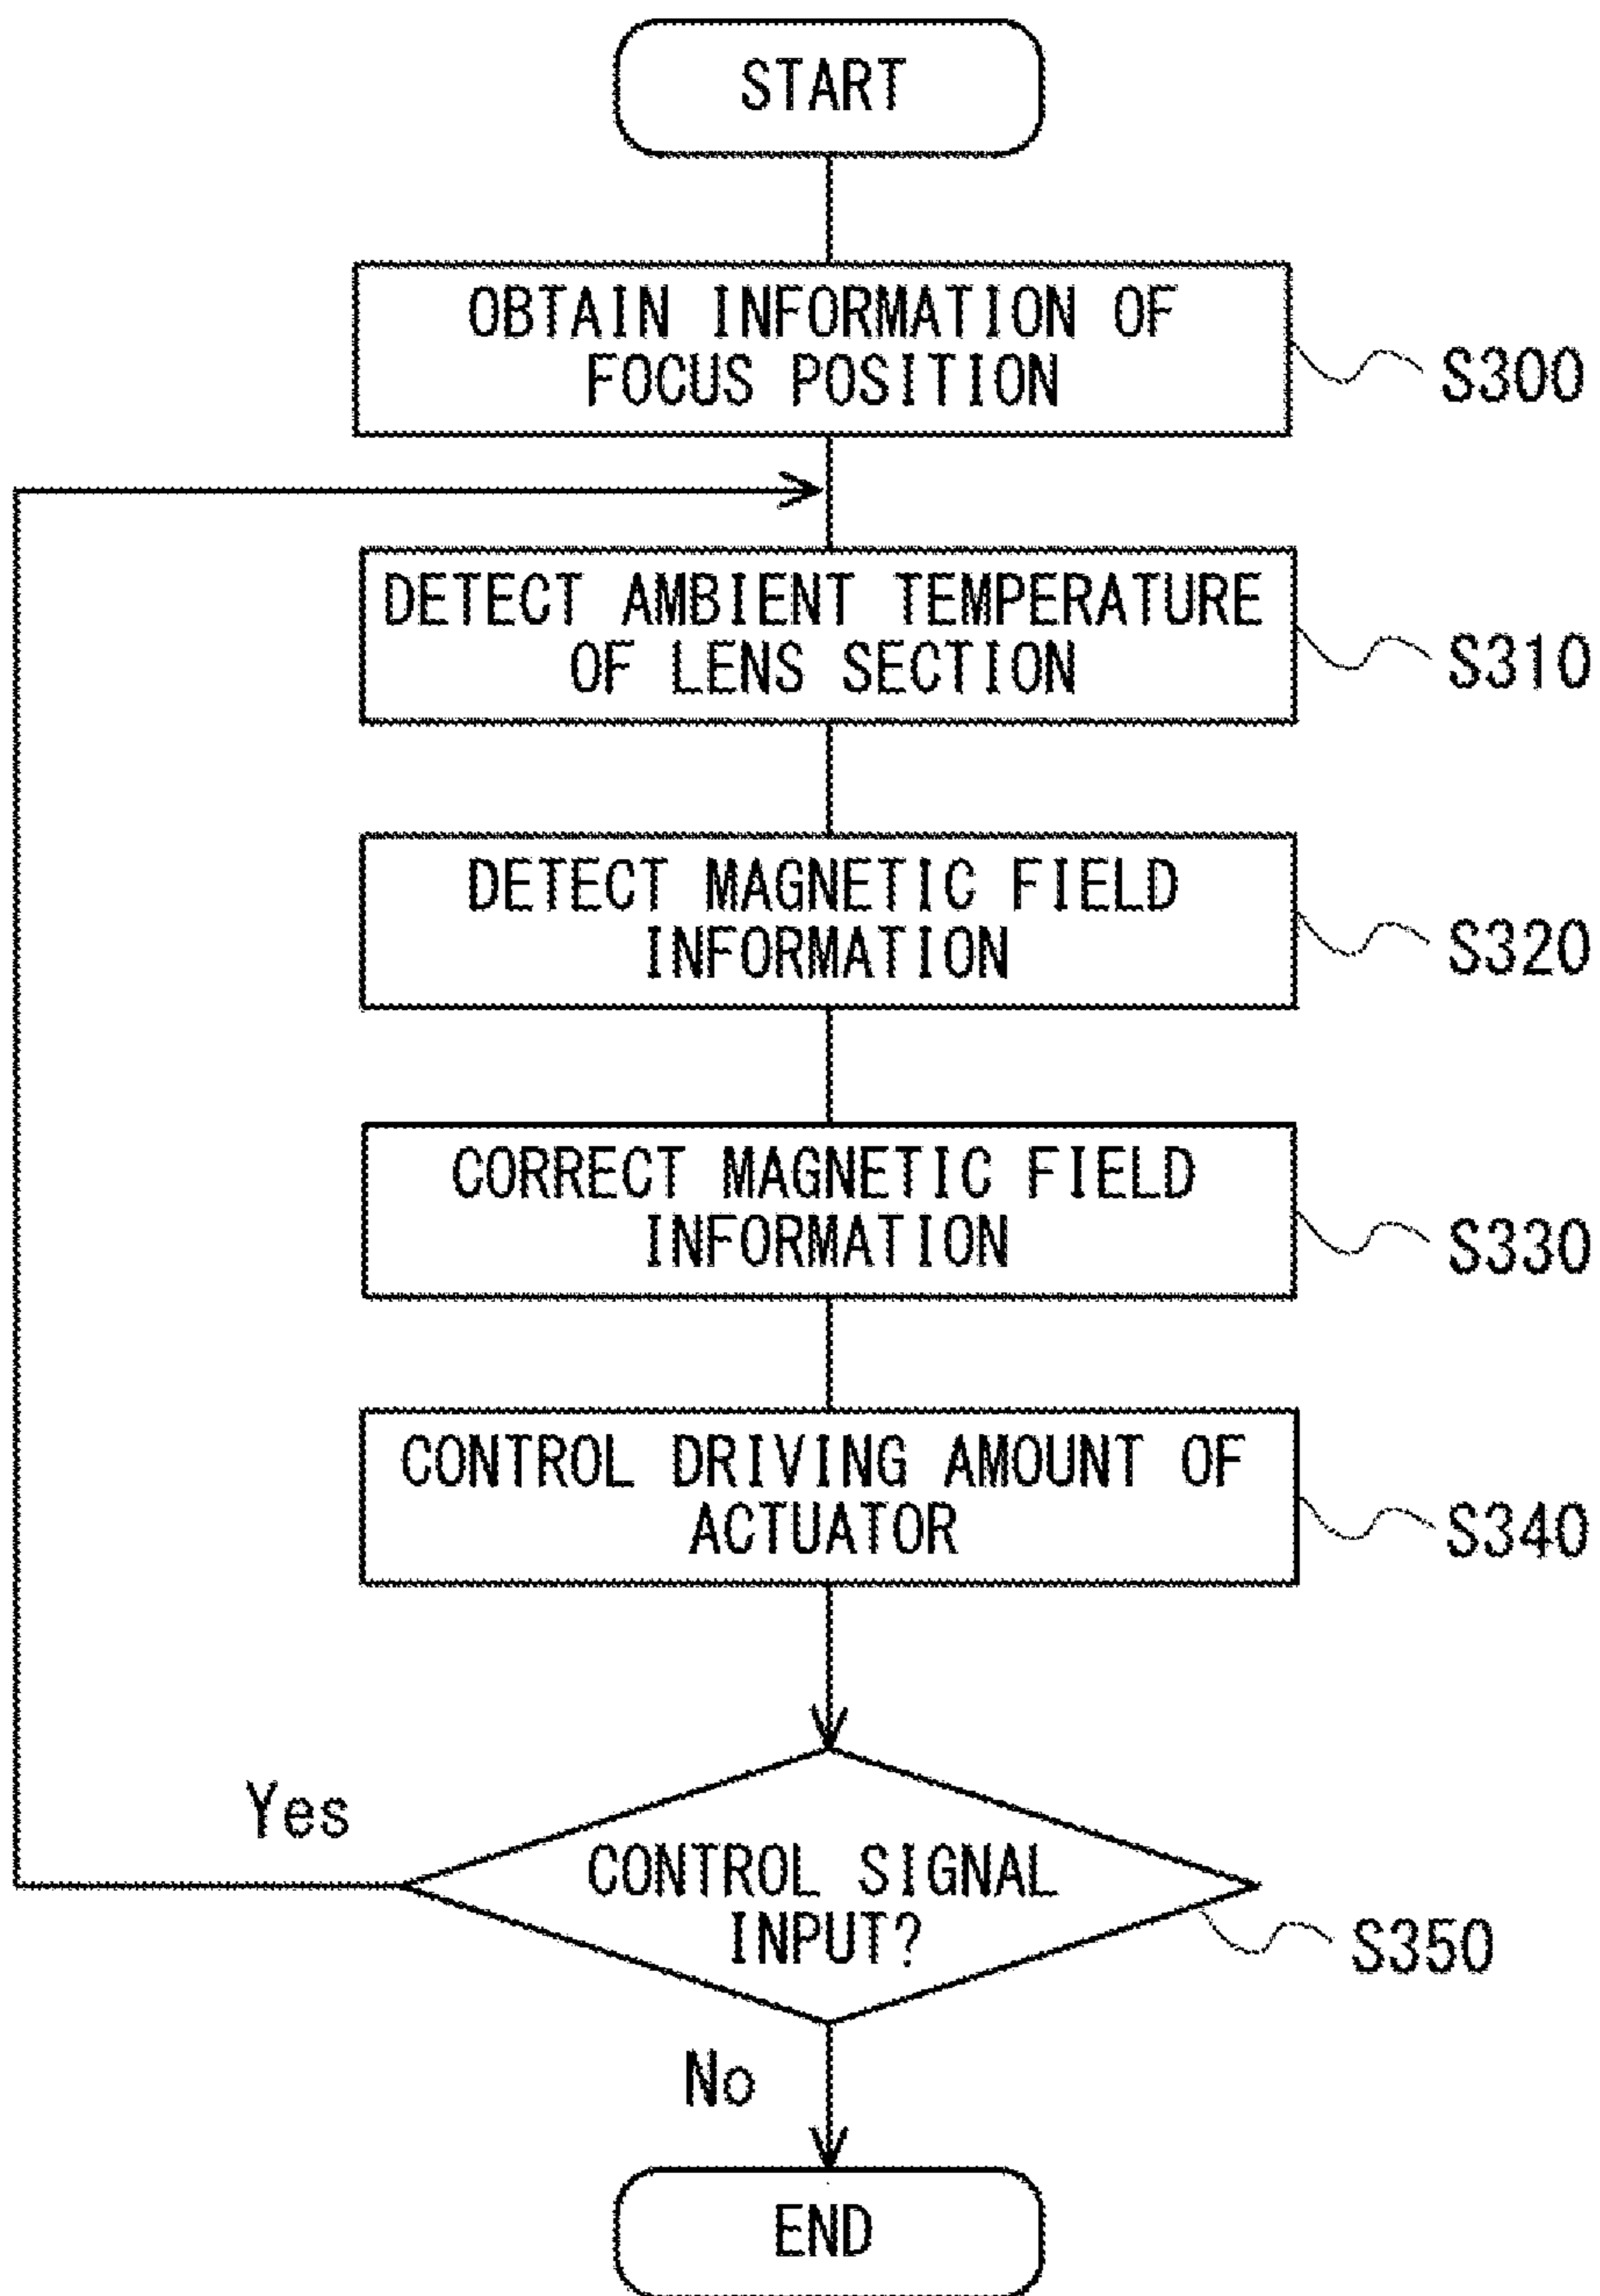 START
OBTAIN INFORMATION OF
FOCUS POSITION
S300
DETECT AMBIENT TEMPERATURE
OF LENS SECTION
S310
DETECT MAGNETIC FIELD
INFORMATION
S320
CORRECT MAGNETIC FIELD
INFORMATION
S330
CONTROL DRIVING AMOUNT OF
ACTUATOR
S340
Yes
CONTROL SIGNAL
INPUT?
S350
No
END